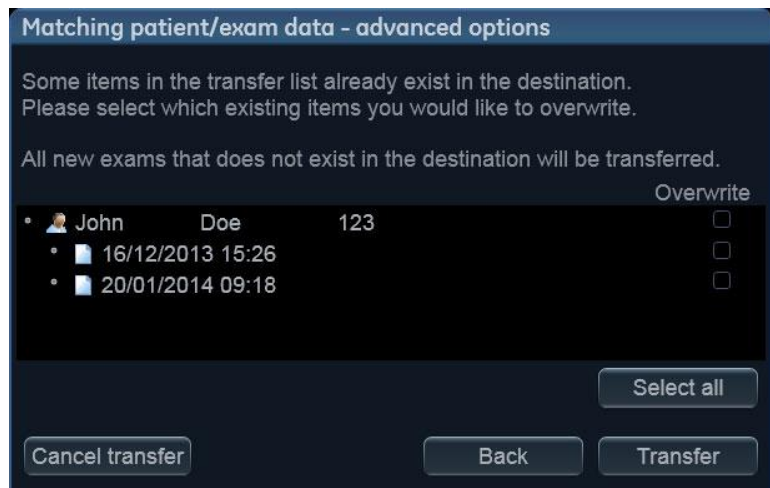 Matching patient/exam data - advanced options
Some items in the transfer list already exist in the destination.
Please select which existing items you would like to overwrite.
All new exams that does not exist in the destination will be transferred.
Overwrite
John Doe 123
16/12/2013 15:26
20/01/2014 09:18
Select all
Cancel transfer Back Transfer